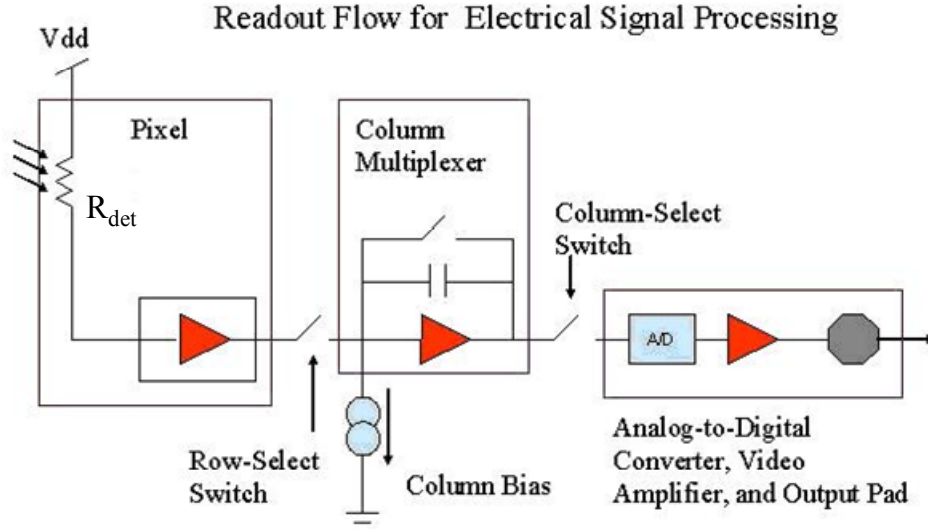 Readout Flow for Electrical Signal Processing
Vdd
Pixel
Column
Multiplexer
R_det
Column-Select
Switch
A/D
Row-Select
Switch
Column Bias
Analog-to-Digital
Converter, Video
Amplifier, and Output Pad